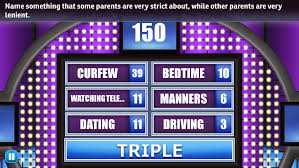 Name something that some parents are very strict about, while other parents are very
lenient.
150
CURFEW 39
BEDTIME 10
WATCHING TELE... 11
MANNERS 6
DATING 11
DRIVING 3
TRIPLE